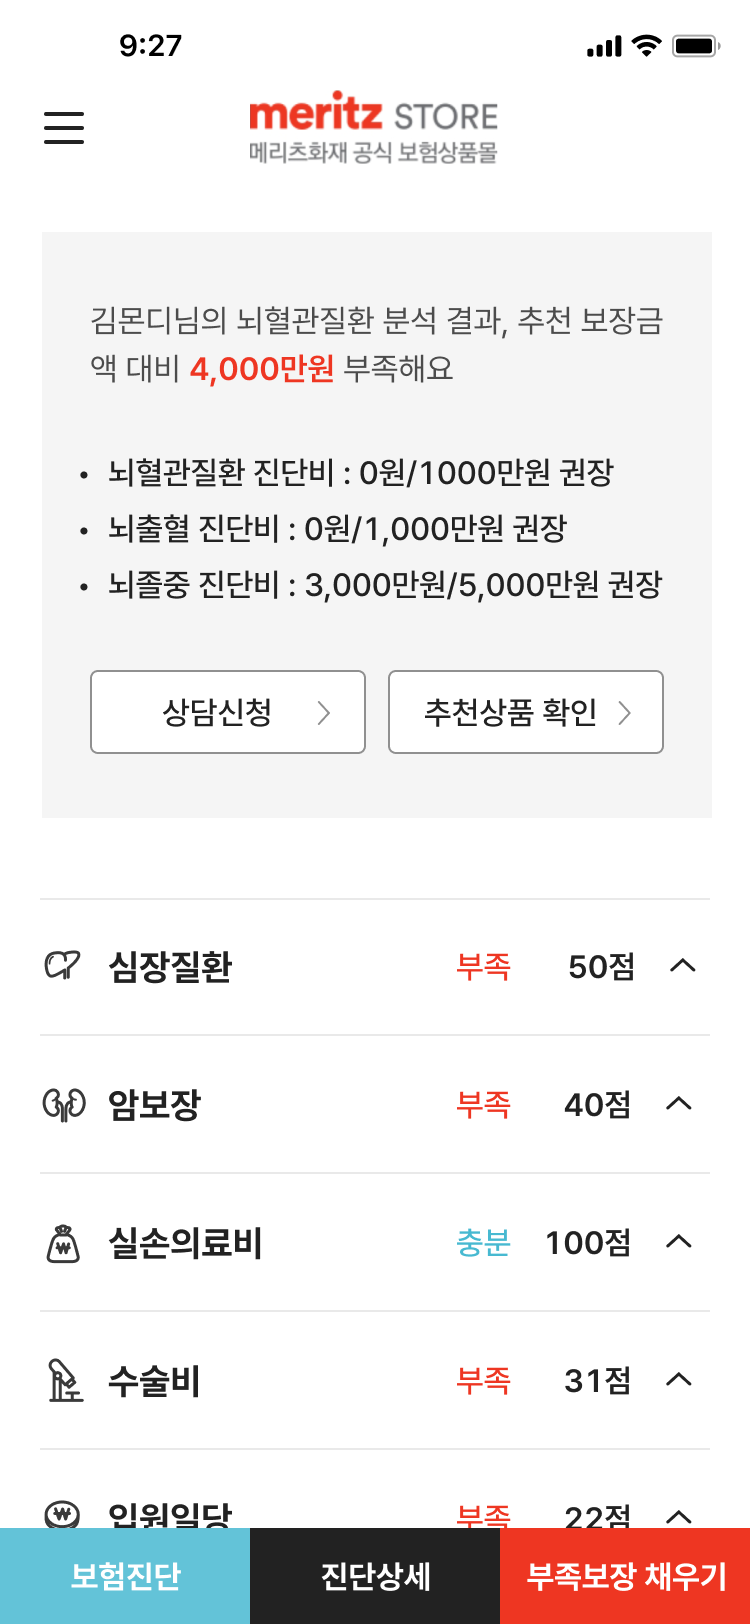 9:27
meritz STORE
메리츠화재 공식 보험상품몰
김몬디님의 뇌혈관질환 분석 결과, 추천 보장금
액 대비 4,000만원 부족해요
• 뇌혈관질환 진단비 : 0원/1000만원 권장
• 뇌출혈 진단비 : 0원/1,000만원 권장
• 뇌졸중 진단비 : 3,000만원/5,000만원 권장
상담신청 추천상품 확인
심장질환 부족 50점
암보장 부족 40점
실손의료비 충분 100점
수술비 부족 31점
입원일당 부족 22점
보험진단 진단상세 부족보장 채우기